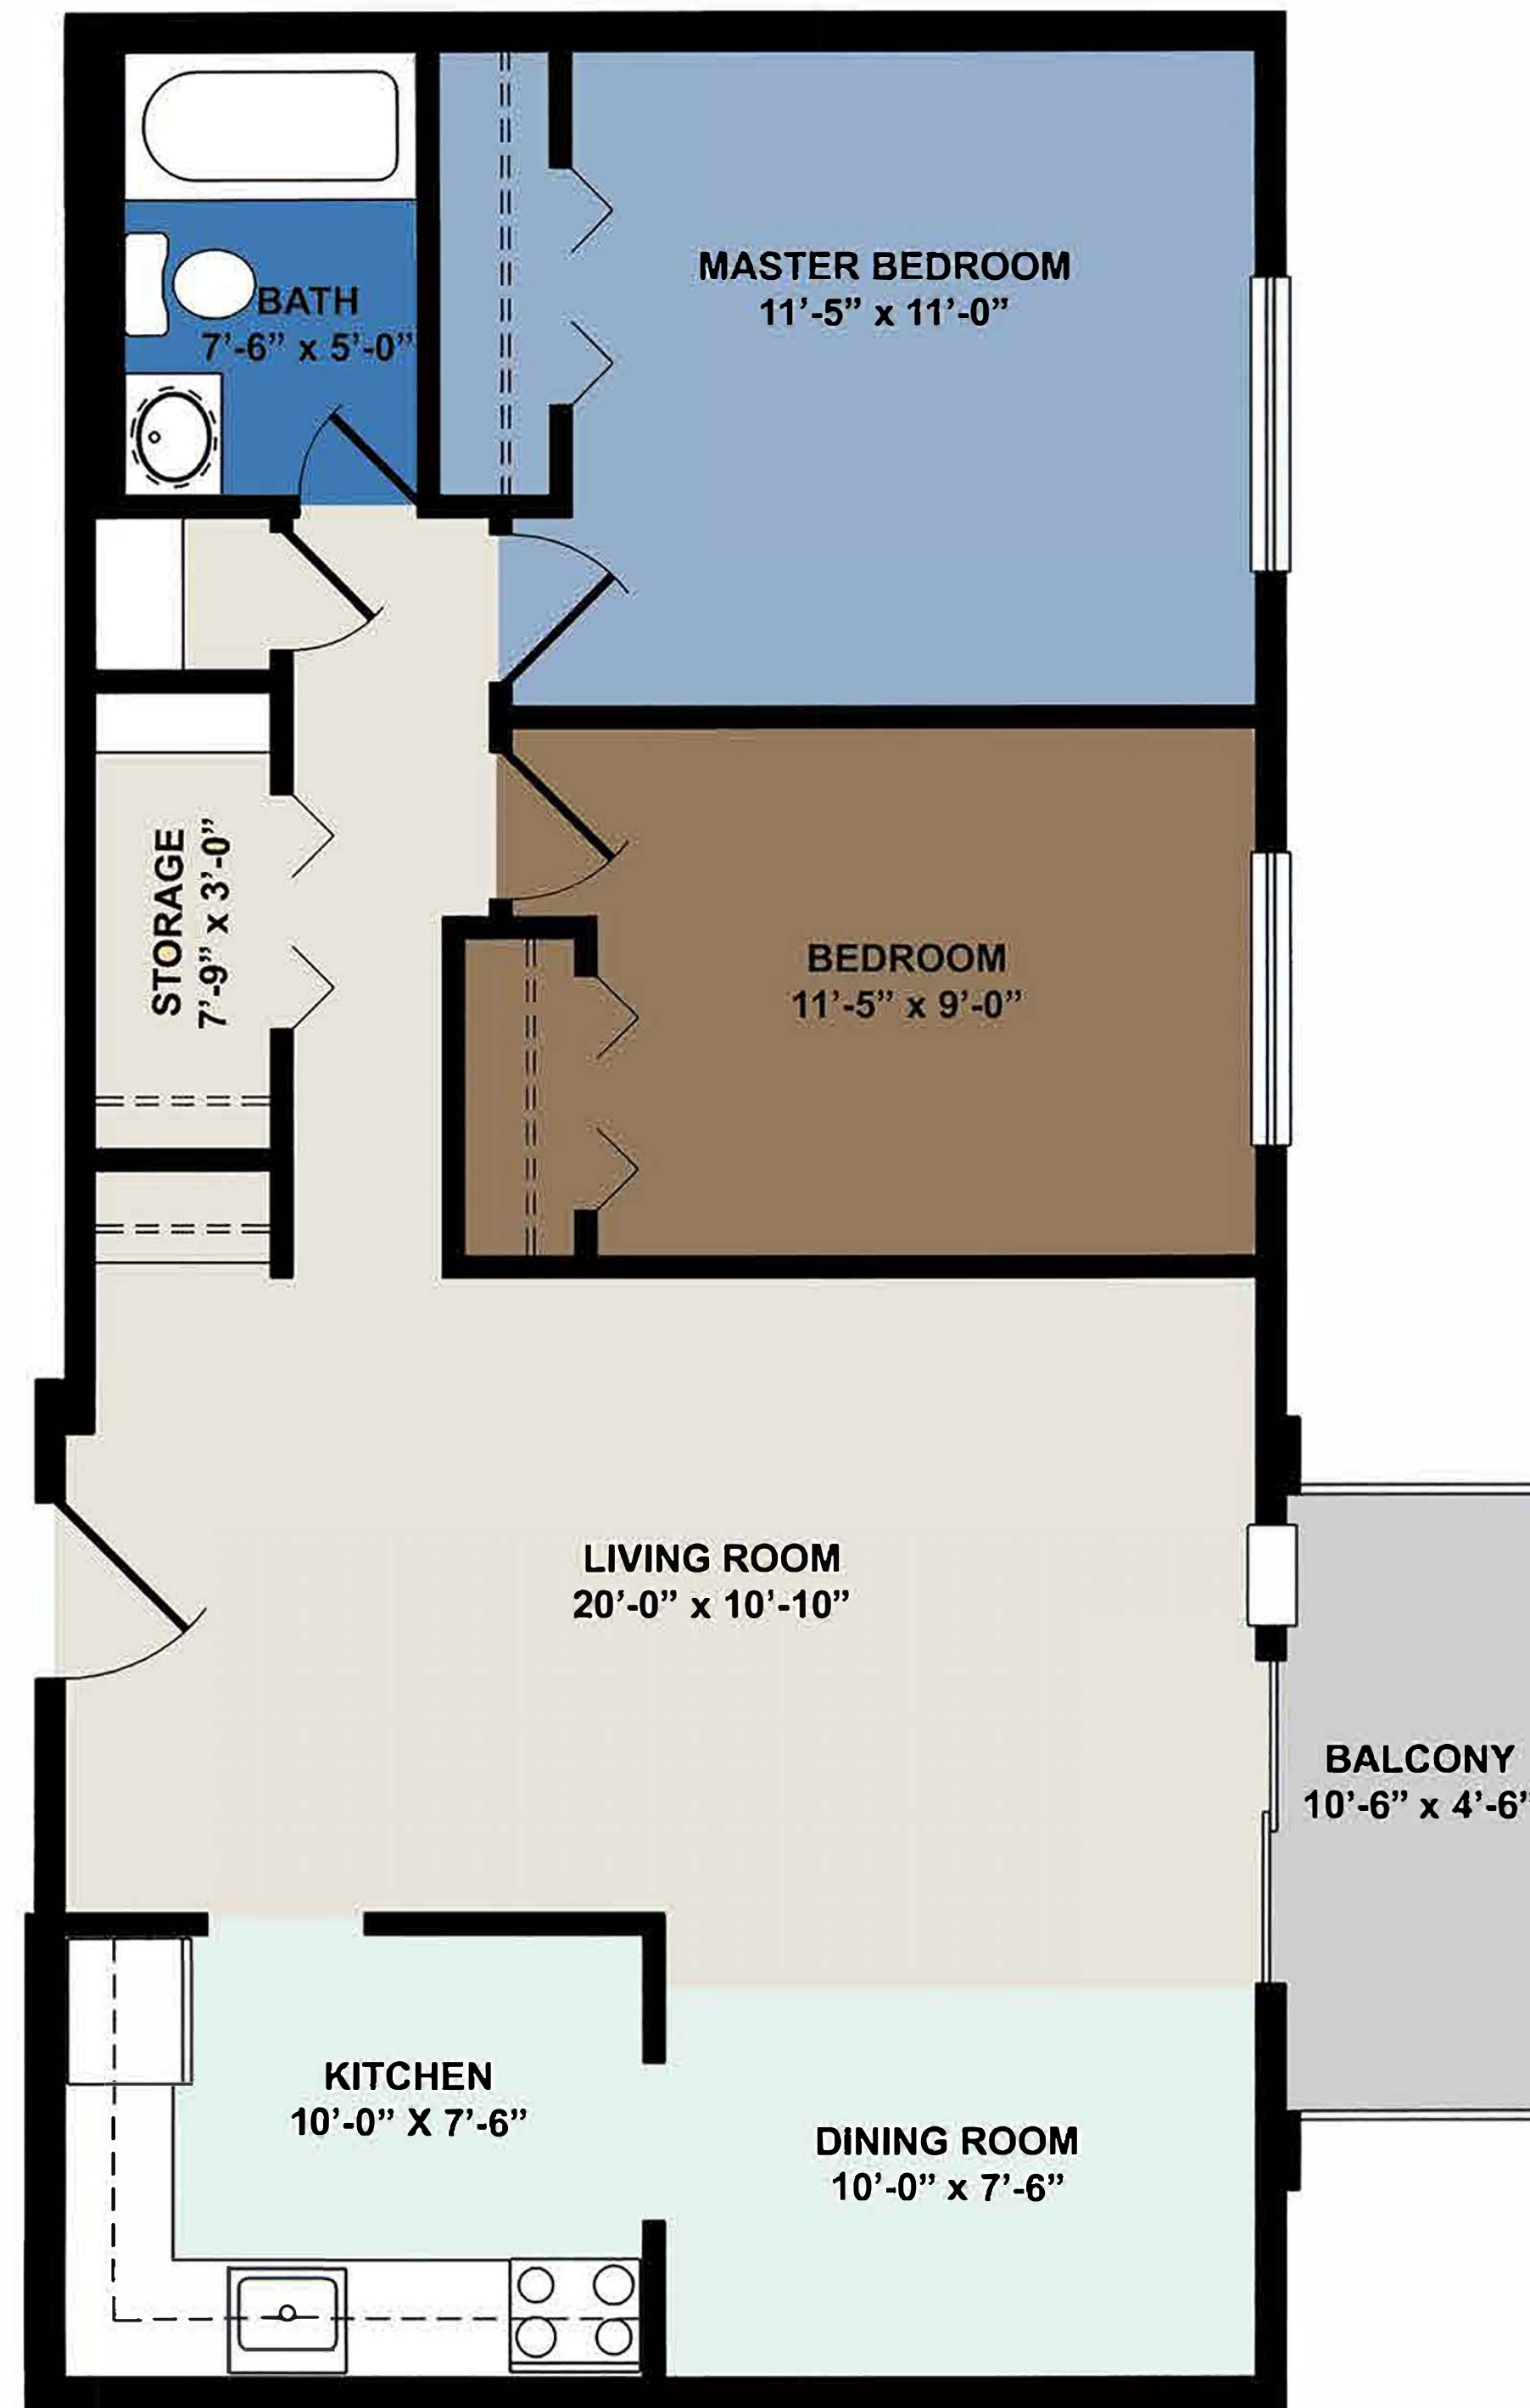 MASTER BEDROOM
11’-5” x 11’-0”
BATH
7’-6” x 5’-0”
STORAGE
7’-9” x 3’-0”
BEDROOM
11’-5” x 9’-0”
LIVING ROOM
20’-0” x 10’-10”
BALCONY
10’-6” x 4’-6”
KITCHEN
10’-0” X 7’-6”
DINING ROOM
10’-0” x 7’-6”